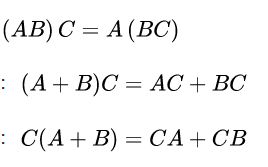 (AB) C = A (BC)
: (A + B)C = AC + BC
: C(A + B) = CA + CB